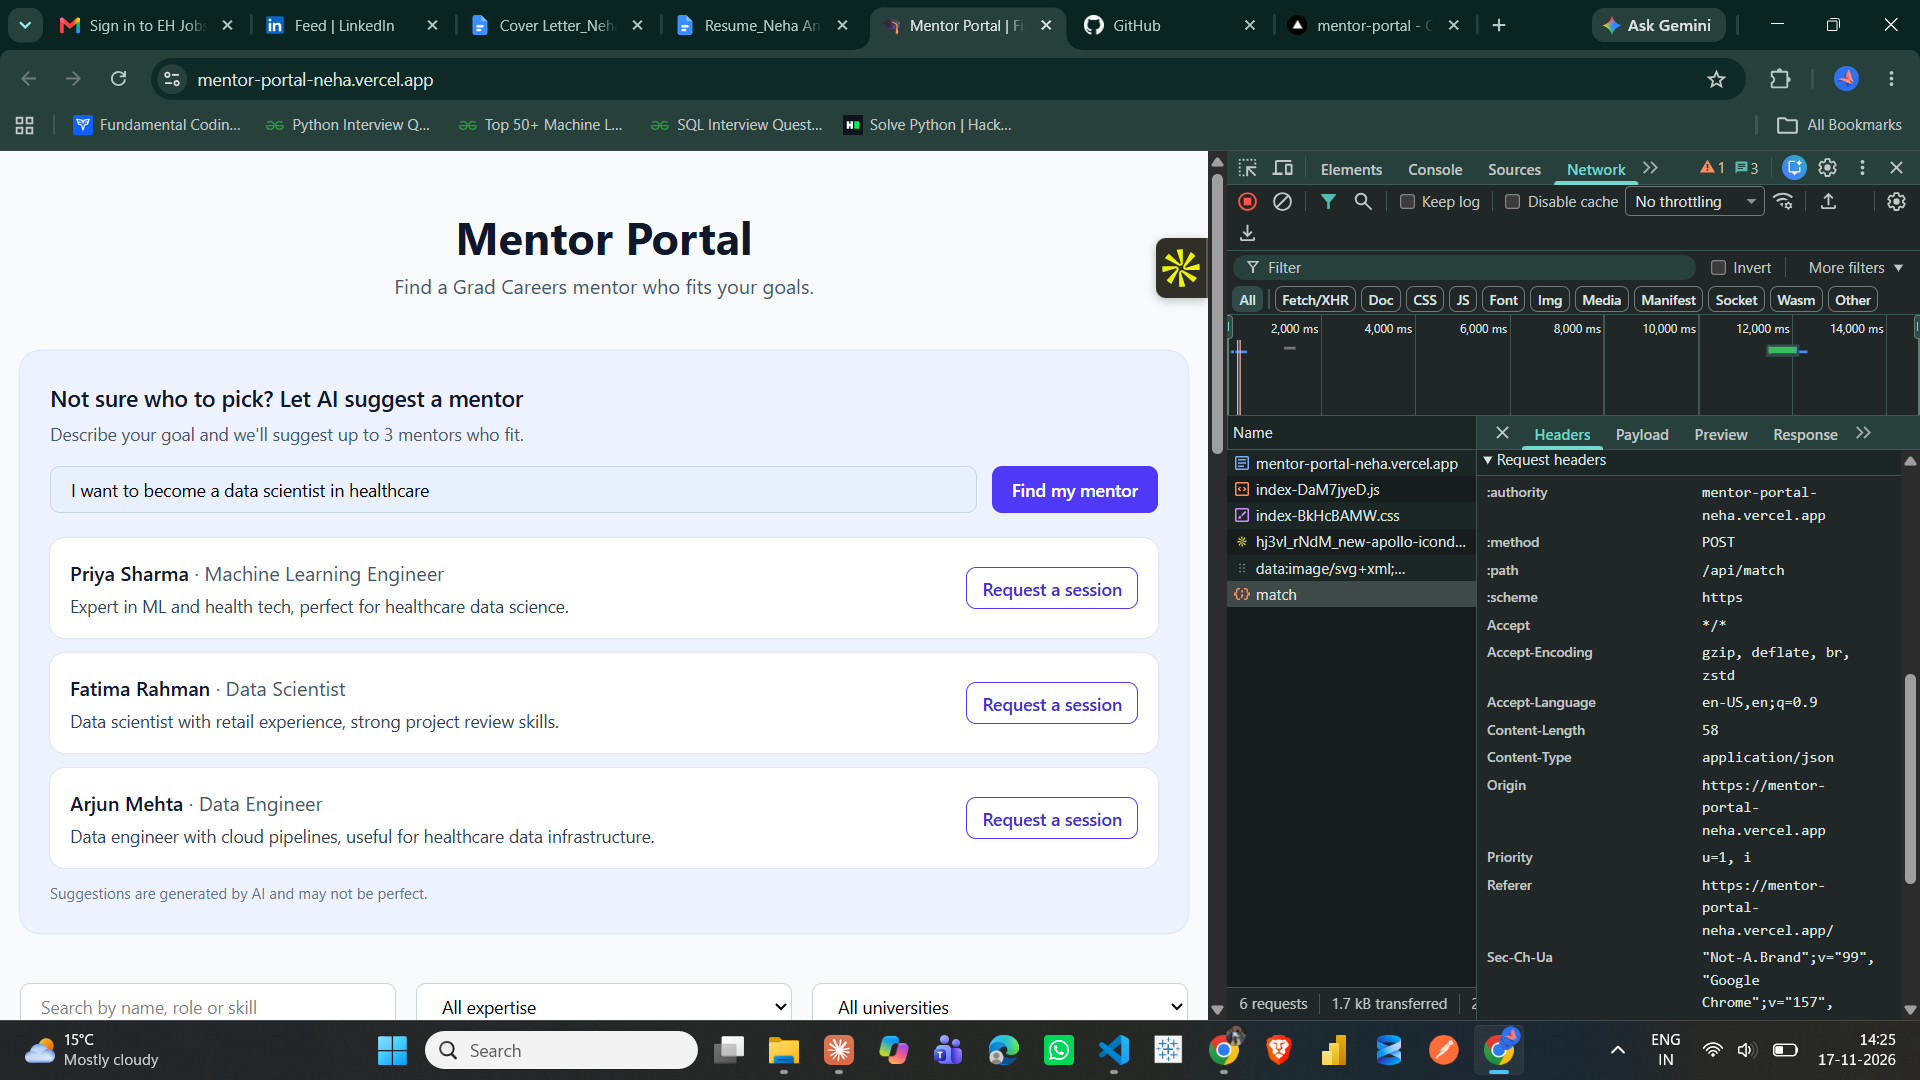 Sign in to EH Jobs
Feed | LinkedIn
Cover Letter_Neh
Resume_Neha An
Mentor Portal | Fi
GitHub
mentor-portal -
Ask Gemini
mentor-portal-neha.vercel.app
Fundamental Codin...
Python Interview Q...
Top 50+ Machine L...
SQL Interview Quest...
Solve Python | Hack...
All Bookmarks
Mentor Portal
Find a Grad Careers mentor who fits your goals.
Not sure who to pick? Let AI suggest a mentor
Describe your goal and we'll suggest up to 3 mentors who fit.
I want to become a data scientist in healthcare
Find my mentor
Priya Sharma · Machine Learning Engineer
Expert in ML and health tech, perfect for healthcare data science.
Request a session
Fatima Rahman · Data Scientist
Data scientist with retail experience, strong project review skills.
Request a session
Arjun Mehta · Data Engineer
Data engineer with cloud pipelines, useful for healthcare data infrastructure.
Request a session
Suggestions are generated by AI and may not be perfect.
Search by name, role or skill
All expertise
All universities
Elements Console Sources Network 1 3
Keep log Disable cache No throttling
Filter Invert More filters
All Fetch/XHR Doc CSS JS Font Img Media Manifest Socket Wasm Other
2,000 ms 4,000 ms 6,000 ms 8,000 ms 10,000 ms 12,000 ms 14,000 ms
Name
mentor-portal-neha.vercel.app
index-DaM7jyeD.js
index-BkHcBAMW.css
hj3vI_rNdM_new-apollo-icond...
data:image/svg+xml;...
match
6 requests 1.7 kB transferred 2
Headers Payload Preview Response
Request headers
:authority mentor-portal-
neha.vercel.app
:method POST
:path /api/match
:scheme https
Accept */*
Accept-Encoding gzip, deflate, br,
zstd
Accept-Language en-US,en;q=0.9
Content-Length 58
Content-Type application/json
Origin https://mentor-
portal-
neha.vercel.app
Priority u=1, i
Referer https://mentor-
portal-
neha.vercel.app/
Sec-Ch-Ua "Not-A.Brand";v="99",
"Google
Chrome";v="157",
15°C
Mostly cloudy
Search
ENG
IN
14:25
17-11-2026